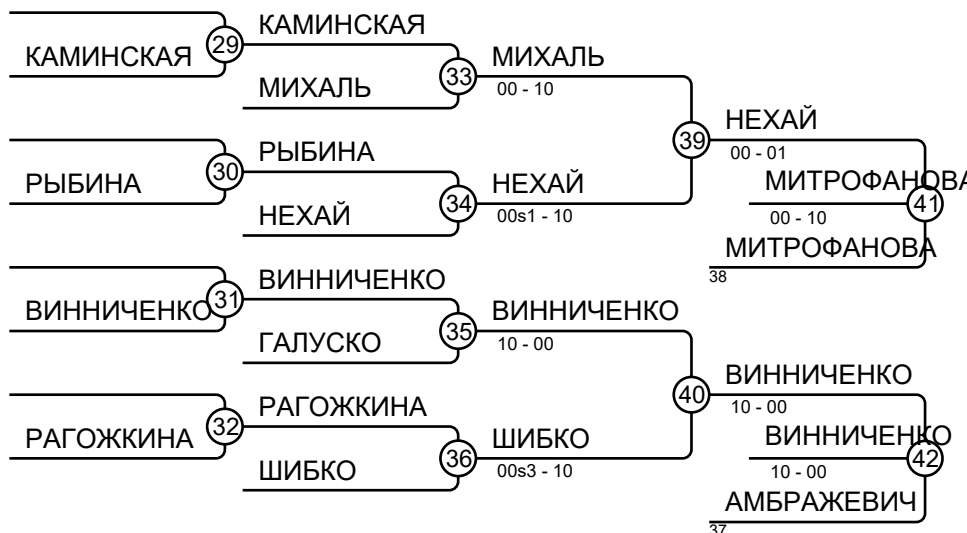 КАМИНСКАЯ
29
КАМИНСКАЯ
МИХАЛЬ
33
МИХАЛЬ
00 - 10
РЫБИНА
30
РЫБИНА
НЕХАЙ
34
НЕХАЙ
00s1 - 10
39
НЕХАЙ
00 - 01
МИТРОФАНОВА
00 - 10
41
МИТРОФАНОВА
38
ВИННИЧЕНКО
31
ВИННИЧЕНКО
ГАЛУСКО
35
ВИННИЧЕНКО
10 - 00
РАГОЖКИНА
32
РАГОЖКИНА
ШИБКО
36
ШИБКО
00s3 - 10
40
ВИННИЧЕНКО
10 - 00
ВИННИЧЕНКО
10 - 00
42
АМБРАЖЕВИЧ
37